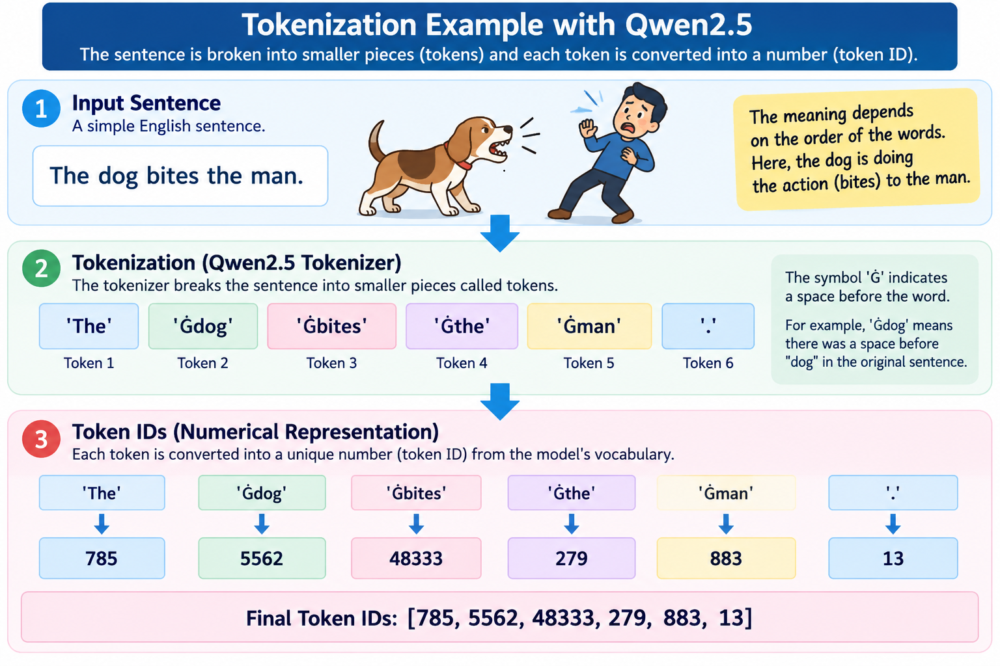 Tokenization Example with Qwen2.5
The sentence is broken into smaller pieces (tokens) and each token is converted into a number (token ID).
1
Input Sentence
A simple English sentence.
The dog bites the man.
The meaning depends
on the order of the words.
Here, the dog is doing
the action (bites) to the man.
2
Tokenization (Qwen2.5 Tokenizer)
The tokenizer breaks the sentence into smaller pieces called tokens.
'The' 'Ġdog' 'Ġbites' 'Ġthe' 'Ġman' '.'
Token 1 Token 2 Token 3 Token 4 Token 5 Token 6
The symbol 'Ġ' indicates
a space before the word.
For example, 'Ġdog' means
there was a space before
"dog" in the original sentence.
3
Token IDs (Numerical Representation)
Each token is converted into a unique number (token ID) from the model's vocabulary.
'The' 'Ġdog' 'Ġbites' 'Ġthe' 'Ġman' '.'
785 5562 48333 279 883 13
Final Token IDs: [785, 5562, 48333, 279, 883, 13]